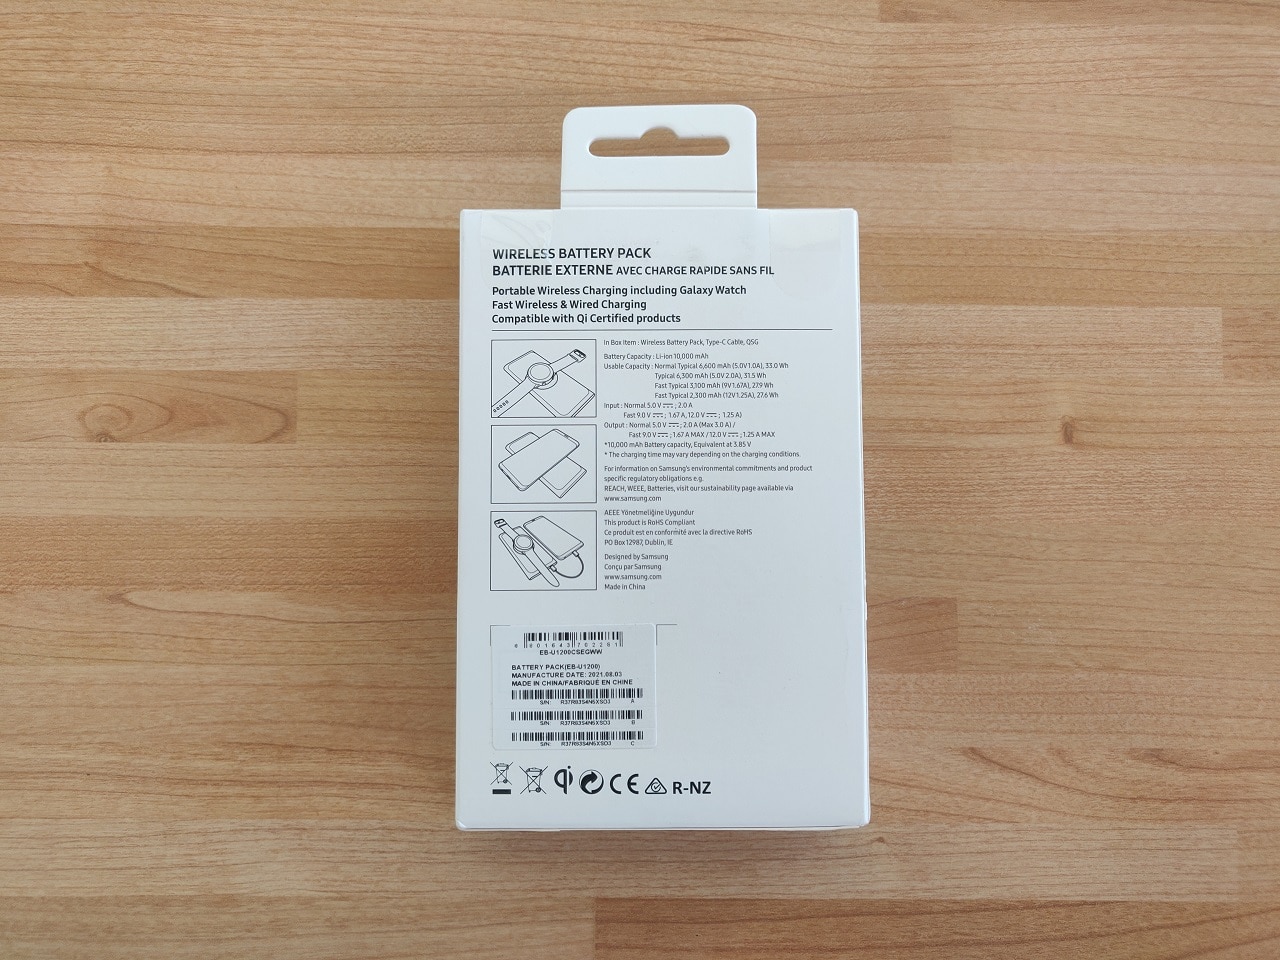 WIRELESS BATTERY PACK
BATTERIE EXTERNE AVEC CHARGE RAPIDE SANS FIL
Portable Wireless Charging including Galaxy Watch
Fast Wireless & Wired Charging
Compatible with Qi Certified products
In Box Item : Wireless Battery Pack, Type-C Cable, QSG
Battery Capacity : Li-ion 10,000 mAh
Usable Capacity : Normal Typical 6,600 mAh (5.0V 1.0A), 33.0 Wh
Typical 6,300 mAh (5.0V 2.0A), 31.5 Wh
Fast Typical 3,100 mAh (9V 1.67A), 27.9 Wh
Fast Typical 2,300 mAh (12V 1.25A), 27.6 Wh
Input : Normal 5.0 V ⎓ ; 2.0 A
Fast 9.0 V ⎓ ; 1.67 A, 12.0 V ⎓ ; 1.25 A)
Output : Normal 5.0 V ⎓ ; 2.0 A (Max 3.0 A) /
Fast 9.0 V ⎓ ; 1.67 A MAX / 12.0 V ⎓ ; 1.25 A MAX
*10,000 mAh Battery capacity, Equivalent at 3.85 V
* The charging time may vary depending on the charging conditions.
For information on Samsung's environmental commitments and product
specific regulatory obligations e.g.
REACH, WEEE, Batteries, visit our sustainability page available via
www.samsung.com
AEEE Yönetmeliğine Uygundur
This product is RoHS Compliant
Ce produit est en conformité avec la directive RoHS
PO Box 12987, Dublin, IE
Designed by Samsung
Conçu par Samsung
www.samsung.com
Made in China
EB-U1200CSEGWW
BATTERY PACK(EB-U1200)
MANUFACTURE DATE: 2021.08.03
MADE IN CHINA/FABRIQUÉ EN CHINE
S/N: R37R83S4N5XSD3 A
S/N: R37R83S4N5XSD3 B
S/N: R37R83S4N5XSD3 C
qi CE R-NZ